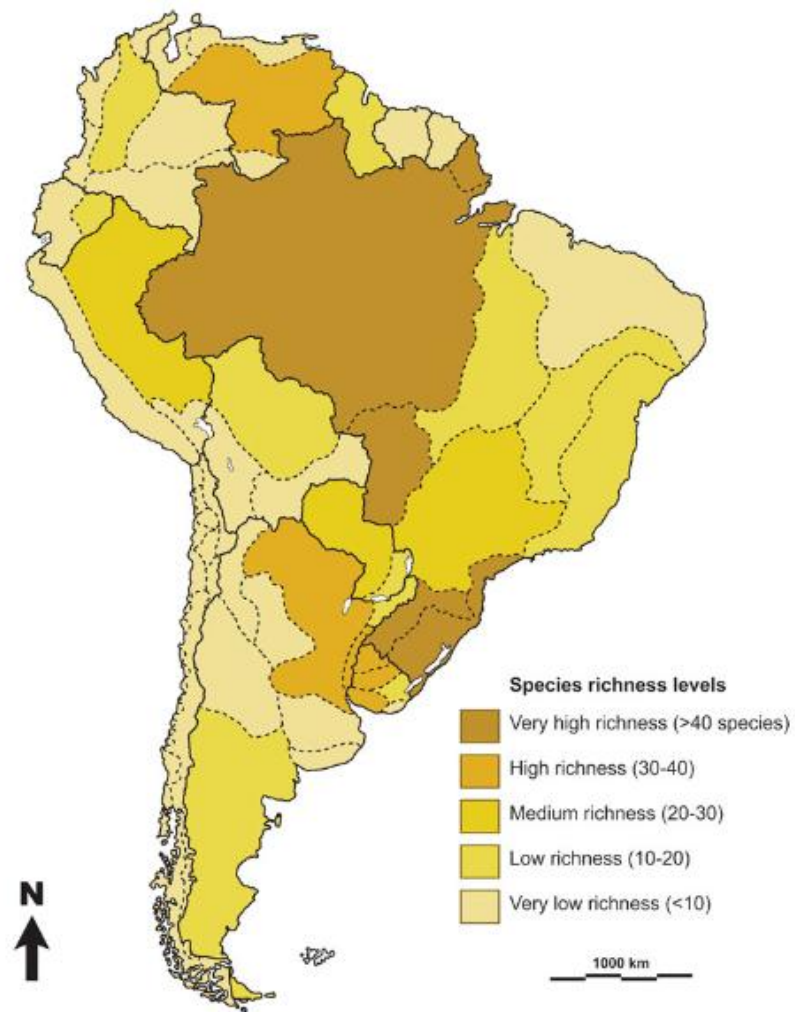 Species richness levels
Very high richness (>40 species)
High richness (30-40)
Medium richness (20-30)
Low richness (10-20)
Very low richness (<10)
N
1000 km